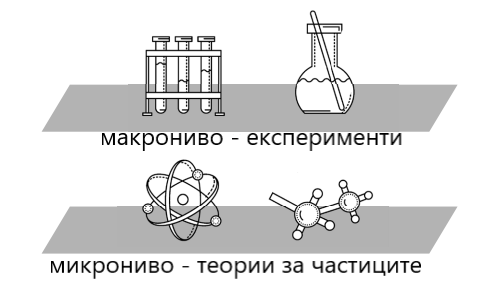 макрониво - експерименти
микрониво - теории за частиците